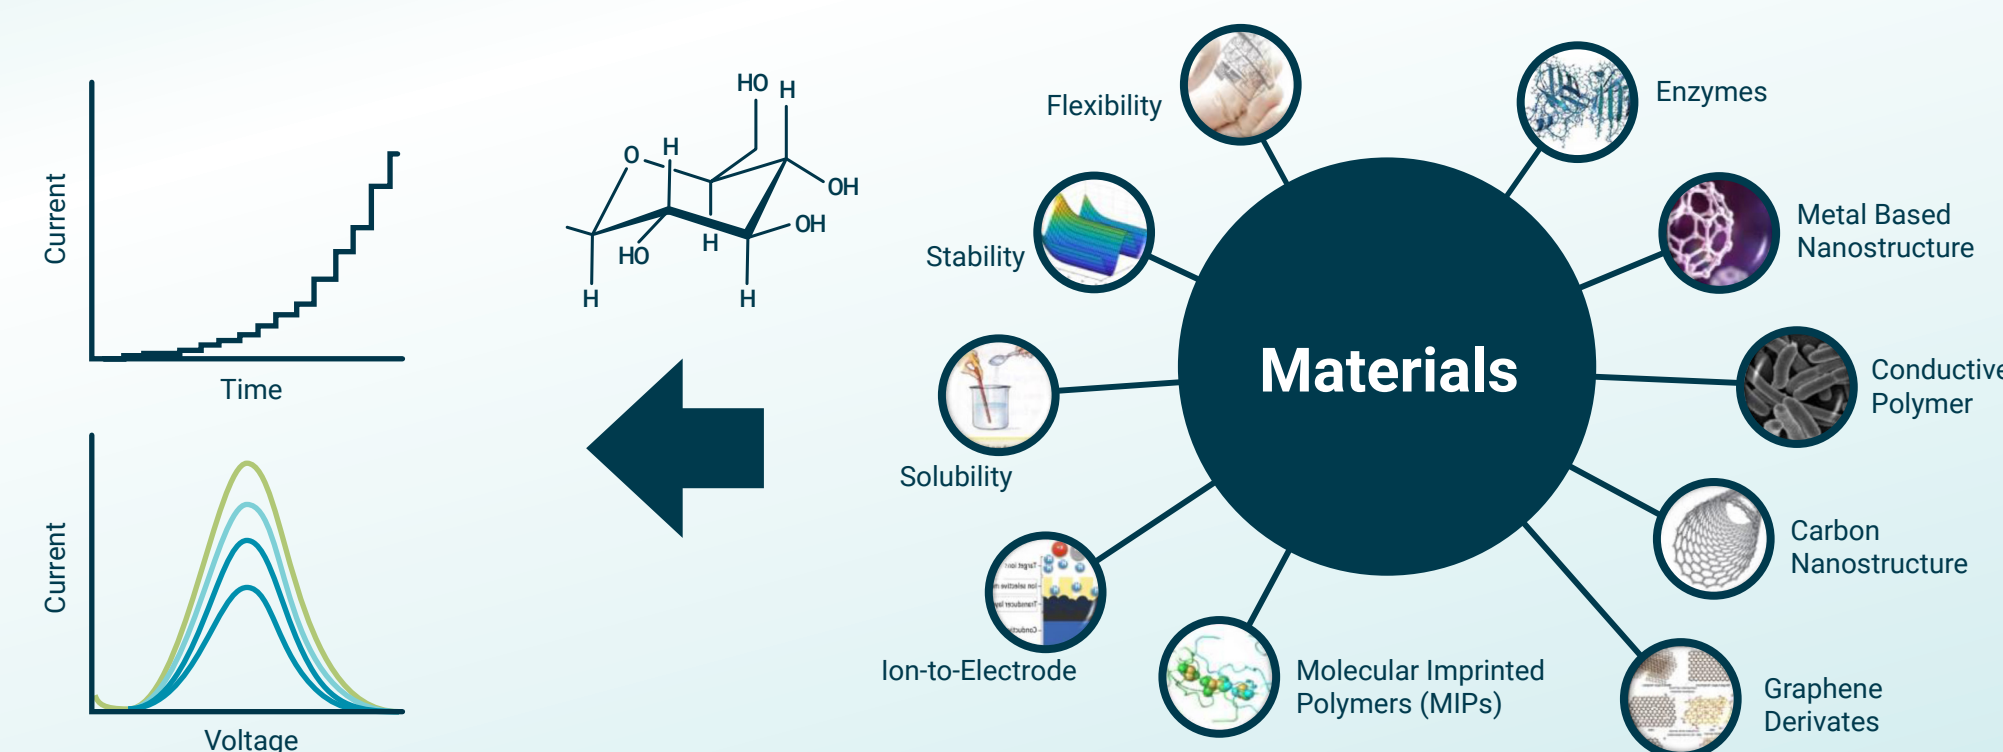 Current
Time
Current
Voltage
HO
H
O
H
OH
OH
HO
H
H
H
Flexibility
Stability
Solubility
Ion-to-Electrode
Materials
Enzymes
Metal Based
Nanostructure
Conductive
Polymer
Carbon
Nanostructure
Graphene
Derivates
Molecular Imprinted
Polymers (MIPs)